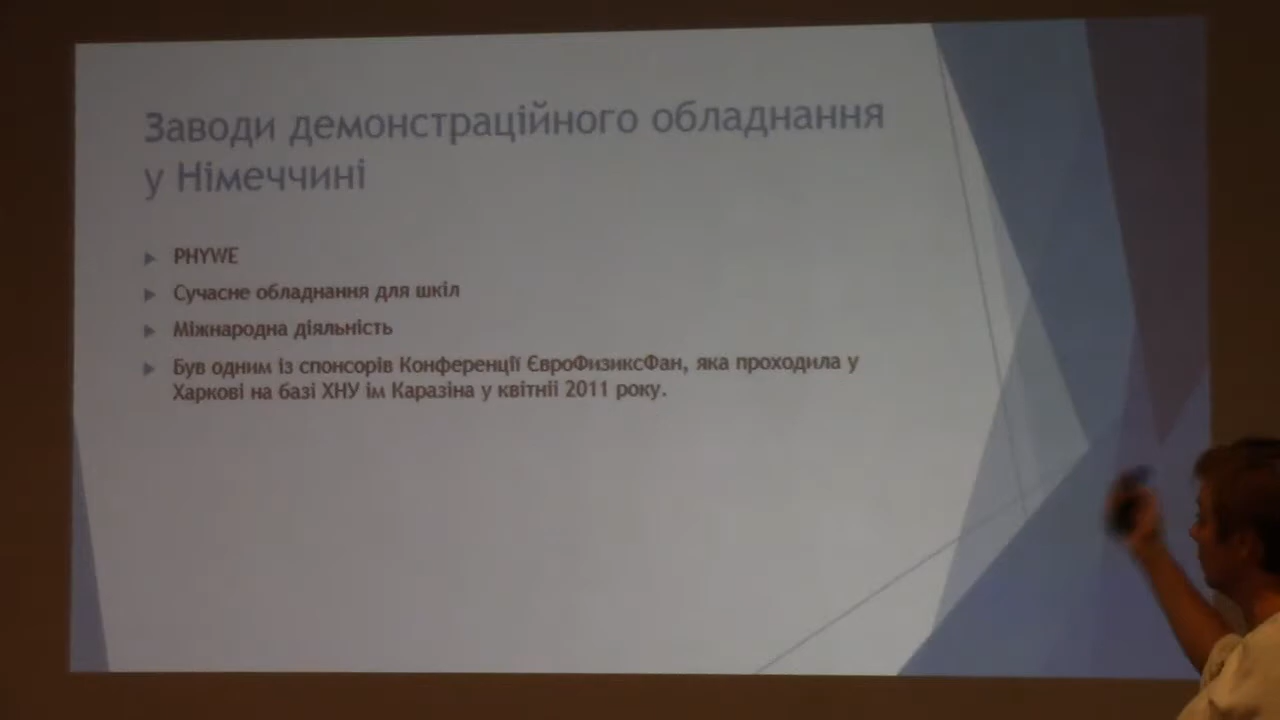 Заводи демонстраційного обладнання
у Німеччині
PHYWE
Сучасне обладнання для шкіл
Міжнародна діяльність
Був одним із спонсорів Конференції ЄвроФизиксФан, яка проходила у
Харкові на базі ХНУ ім Каразіна у квітніі 2011 року.